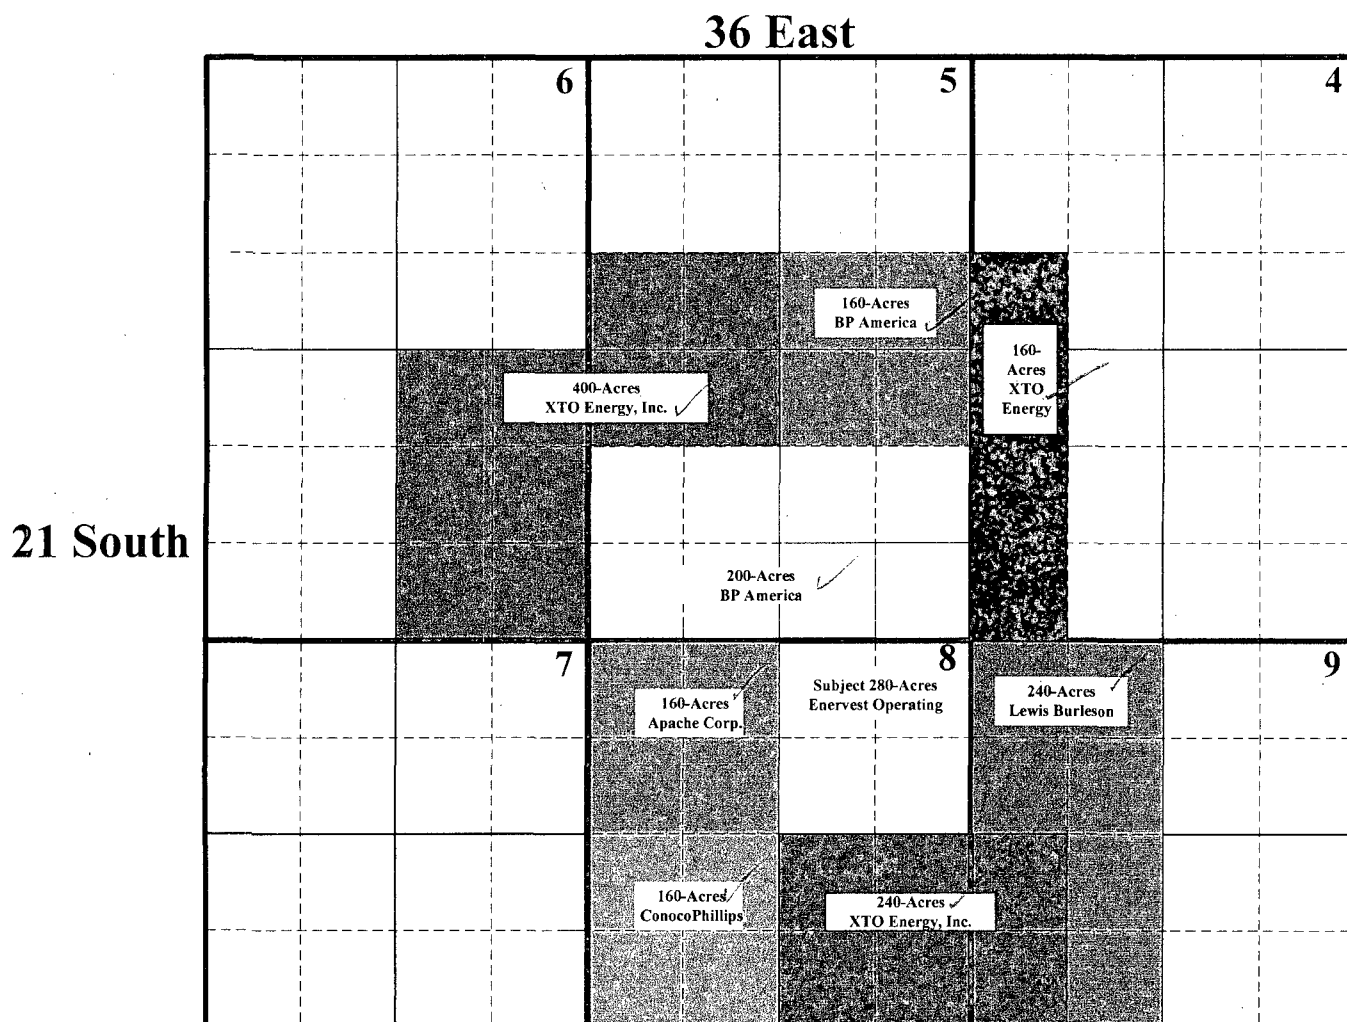 36 East
6
5
4
160-Acres
BP America
160-
Acres
XTO
Energy
400-Acres
XTO Energy, Inc.
21 South
200-Acres
BP America
7
8
9
Subject 280-Acres
Enervest Operating
160-Acres
Apache Corp.
240-Acres
Lewis Burleson
160-Acres
ConocoPhillips
240-Acres
XTO Energy, Inc.